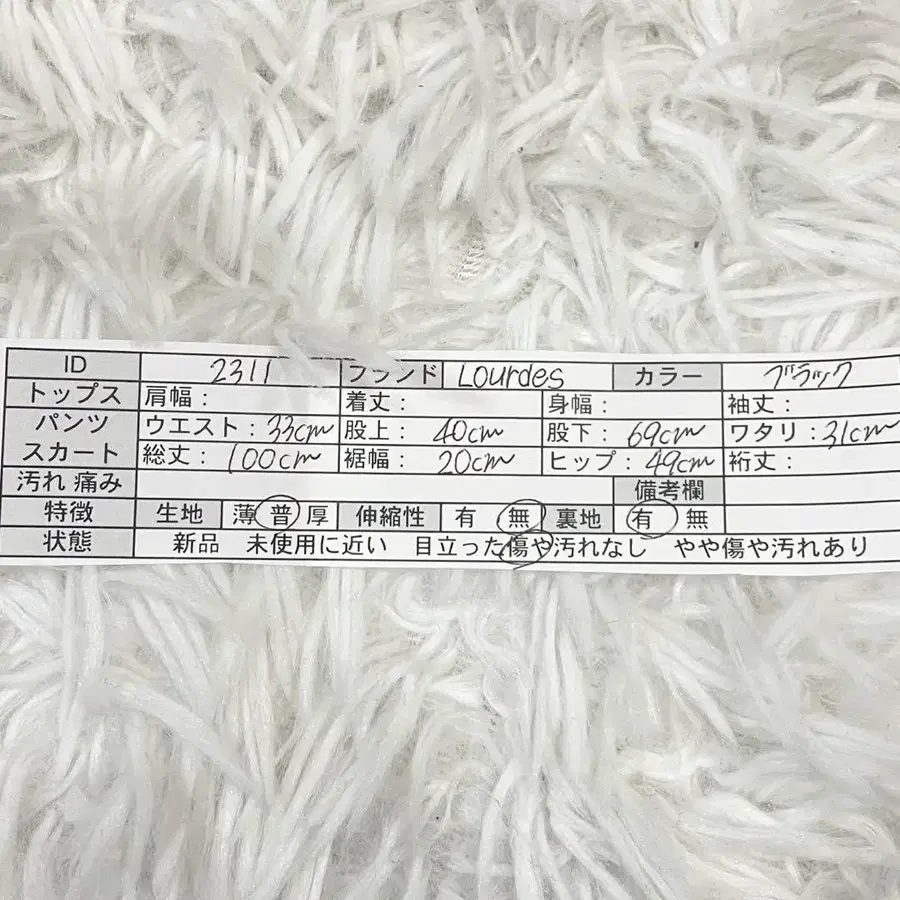 ID 2311 ブランド Lourdes カラー ブラック
トップス 肩幅： 着丈： 身幅： 袖丈：
パンツ スカート ウエスト：33cm 股上：40cm 股下：69cm ワタリ：31cm
総丈：100cm 裾幅：20cm ヒップ：49cm 裄丈：
汚れ 痛み 備考欄
特徴 生地 薄 普 厚 伸縮性 有 無 裏地 有 無
状態 新品 未使用に近い 目立った傷や汚れなし やや傷や汚れあり